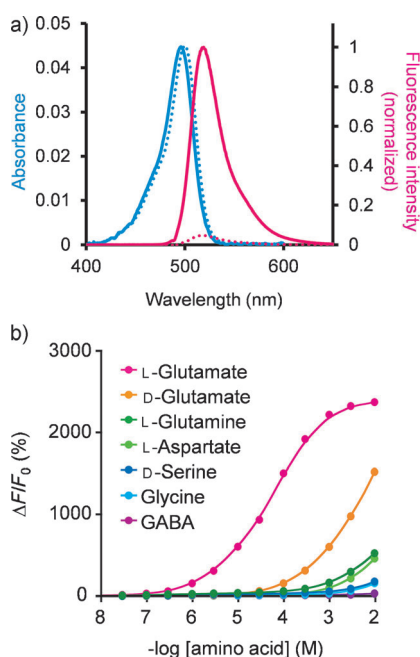 a)
0.05
0.04
0.03
0.02
0.01
0
Absorbance
1
0.8
0.6
0.4
0.2
0
Fluorescence intensity
(normalized)
400
500
600
Wavelength (nm)
b)
3000
2000
1000
0
ΔF/F0 (%)
L-Glutamate
D-Glutamate
L-Glutamine
L-Aspartate
D-Serine
Glycine
GABA
8 7 6 5 4 3 2
-log [amino acid] (M)